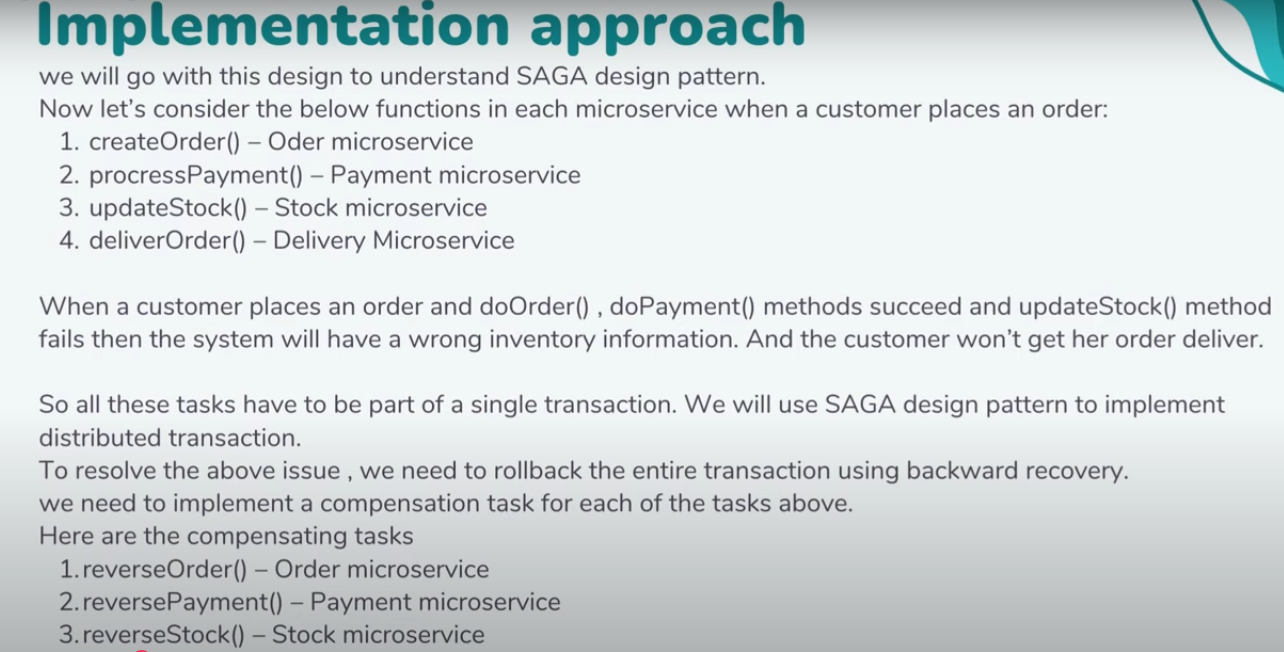 Implementation approach
we will go with this design to understand SAGA design pattern.
Now let's consider the below functions in each microservice when a customer places an order:
1. createOrder() – Oder microservice
2. procressPayment() – Payment microservice
3. updateStock() – Stock microservice
4. deliverOrder() – Delivery Microservice
When a customer places an order and doOrder() , doPayment() methods succeed and updateStock() method
fails then the system will have a wrong inventory information. And the customer won't get her order deliver.
So all these tasks have to be part of a single transaction. We will use SAGA design pattern to implement
distributed transaction.
To resolve the above issue , we need to rollback the entire transaction using backward recovery.
we need to implement a compensation task for each of the tasks above.
Here are the compensating tasks
1. reverseOrder() – Order microservice
2. reversePayment() – Payment microservice
3. reverseStock() – Stock microservice